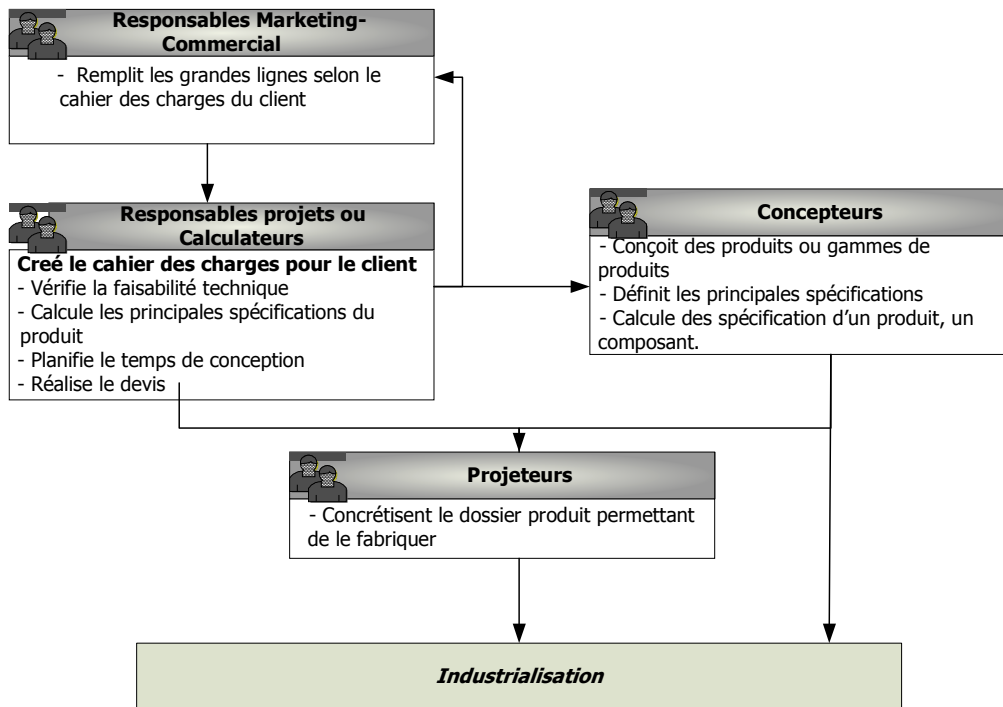 Responsables Marketing-
Commercial
- Remplit les grandes lignes selon le
cahier des charges du client
Responsables projets ou
Calculateurs
Creé le cahier des charges pour le client
- Vérifie la faisabilité technique
- Calcule les principales spécifications du
produit
- Planifie le temps de conception
- Réalise le devis
Concepteurs
- Conçoit des produits ou gammes de
produits
- Définit les principales spécifications
- Calcule des spécification d'un produit, un
composant.
Projeteurs
- Concrétisent le dossier produit permettant
de le fabriquer
Industrialisation